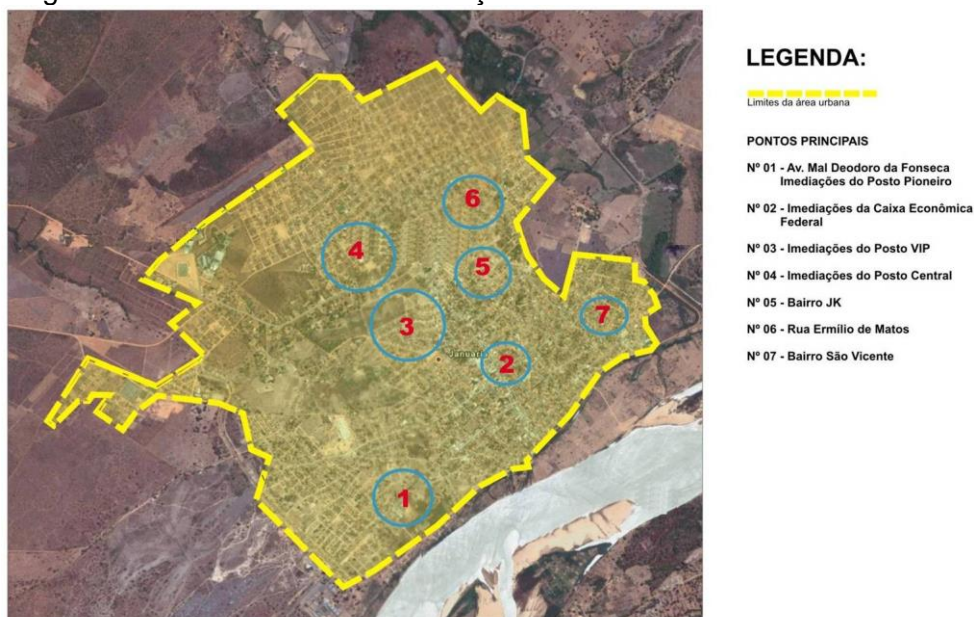 LEGENDA:
Limites da área urbana
PONTOS PRINCIPAIS
Nº 01 - Av. Mal Deodoro da Fonseca
Imediações do Posto Pioneiro
Nº 02 - Imediações da Caixa Econômica
Federal
Nº 03 - Imediações do Posto VIP
Nº 04 - Imediações do Posto Central
Nº 05 - Bairro JK
Nº 06 - Rua Ermílio de Matos
Nº 07 - Bairro São Vicente
6
4
5
7
3
2
1